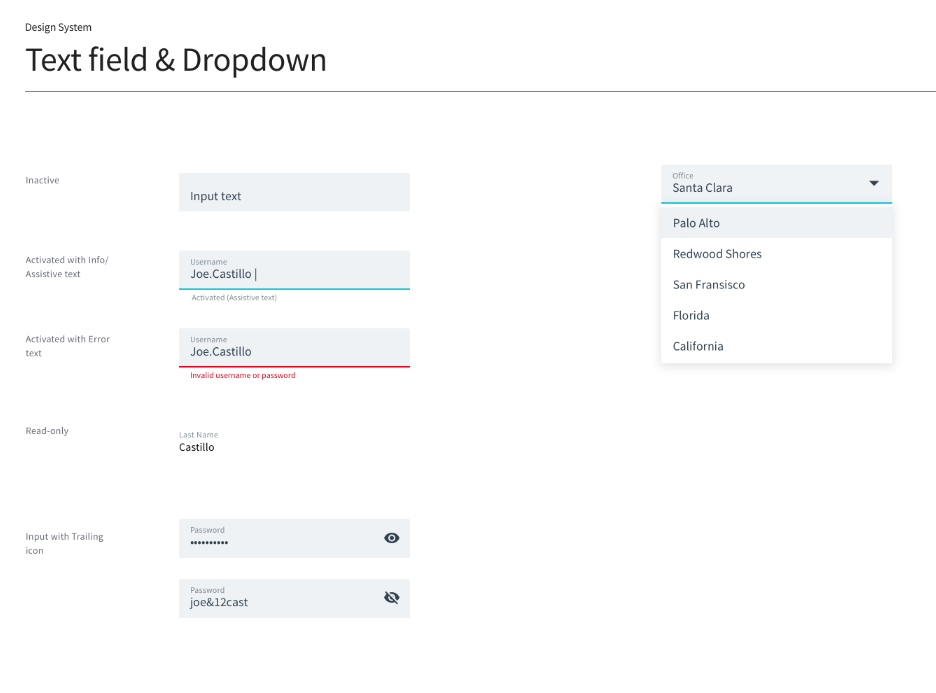 Design System
Text field & Dropdown
Inactive
Input text
Activated with Info/
Assistive text
Username
Joe.Castillo |
Activated (Assistive text)
Activated with Error
text
Username
Joe.Castillo
Invalid username or password
Read-only
Last Name
Castillo
Input with Trailing
icon
Password
••••••••••
Password
joe&12cast
Office
Santa Clara
Palo Alto
Redwood Shores
San Fransisco
Florida
California